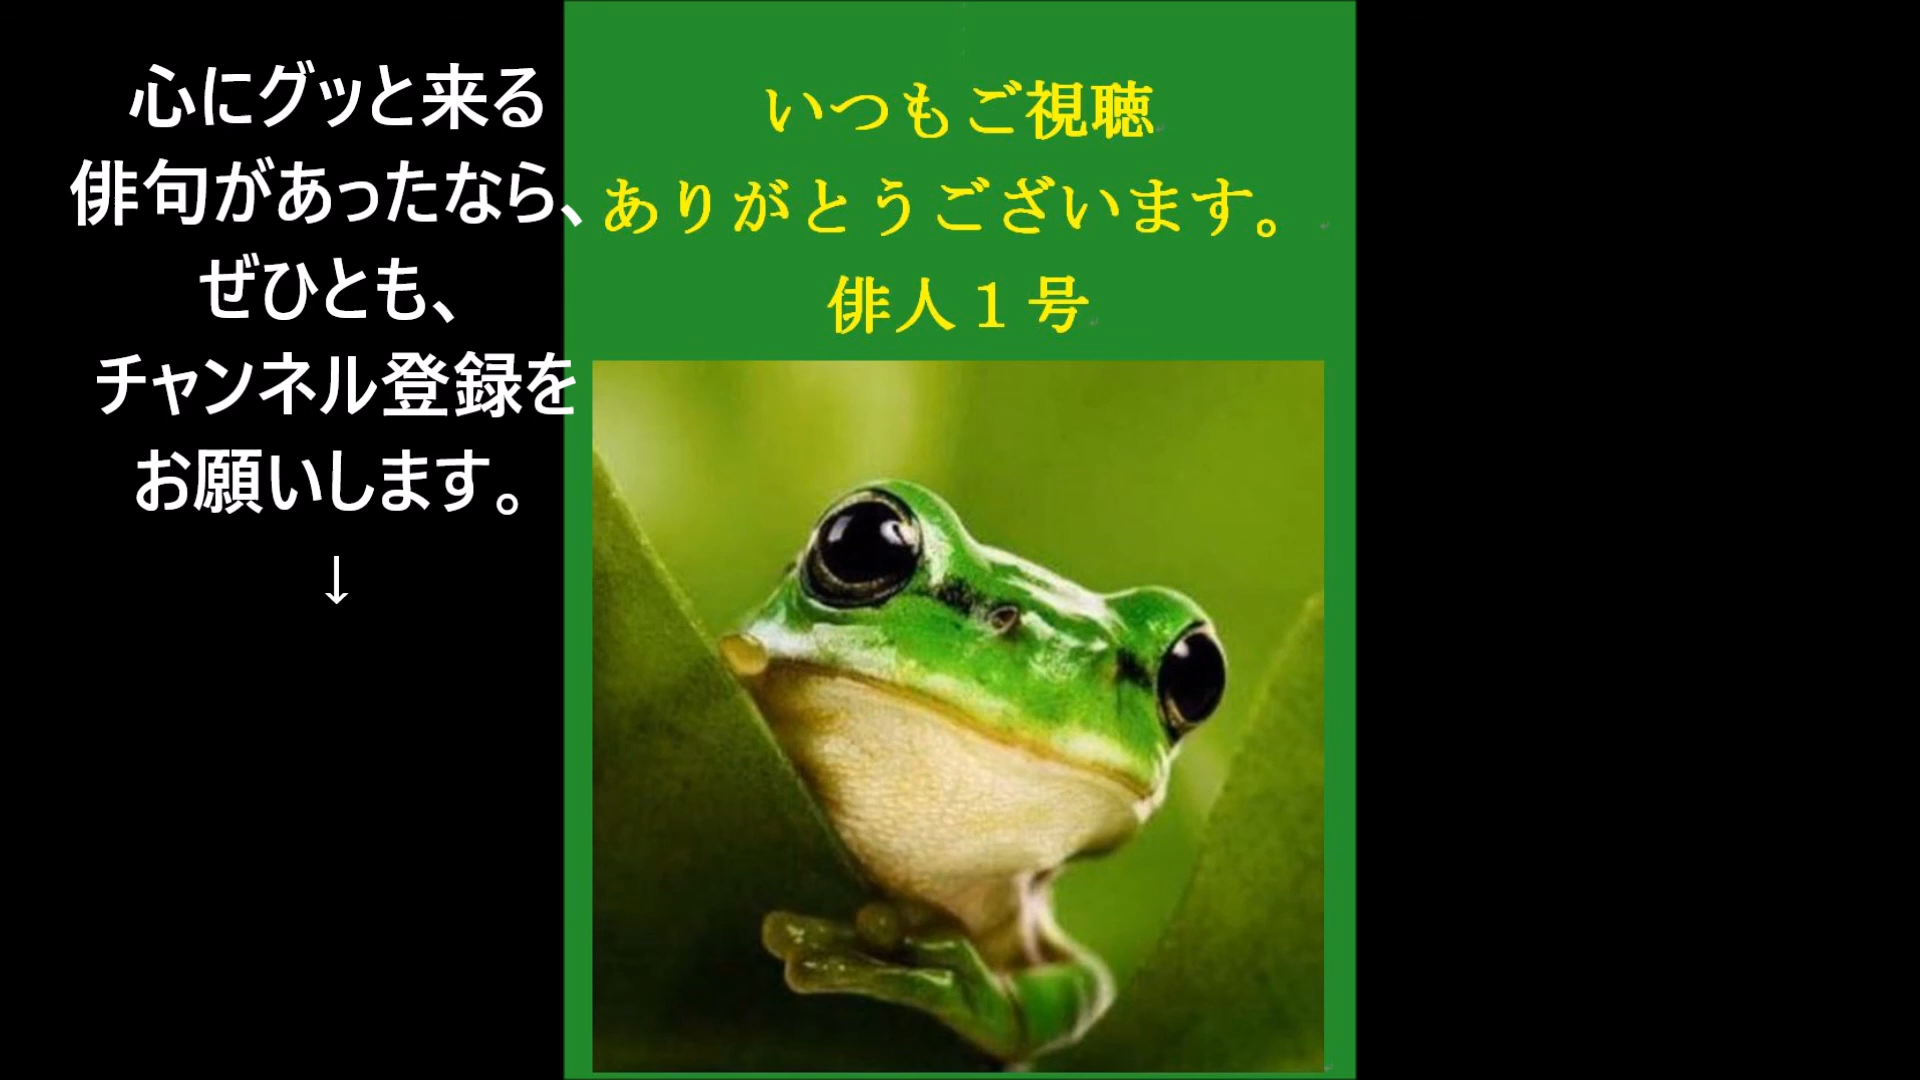 心にグッと来る
俳句があったなら、
ぜひとも、
チャンネル登録を
お願いします。
↓
いつもご視聴
ありがとうございます。
俳人１号